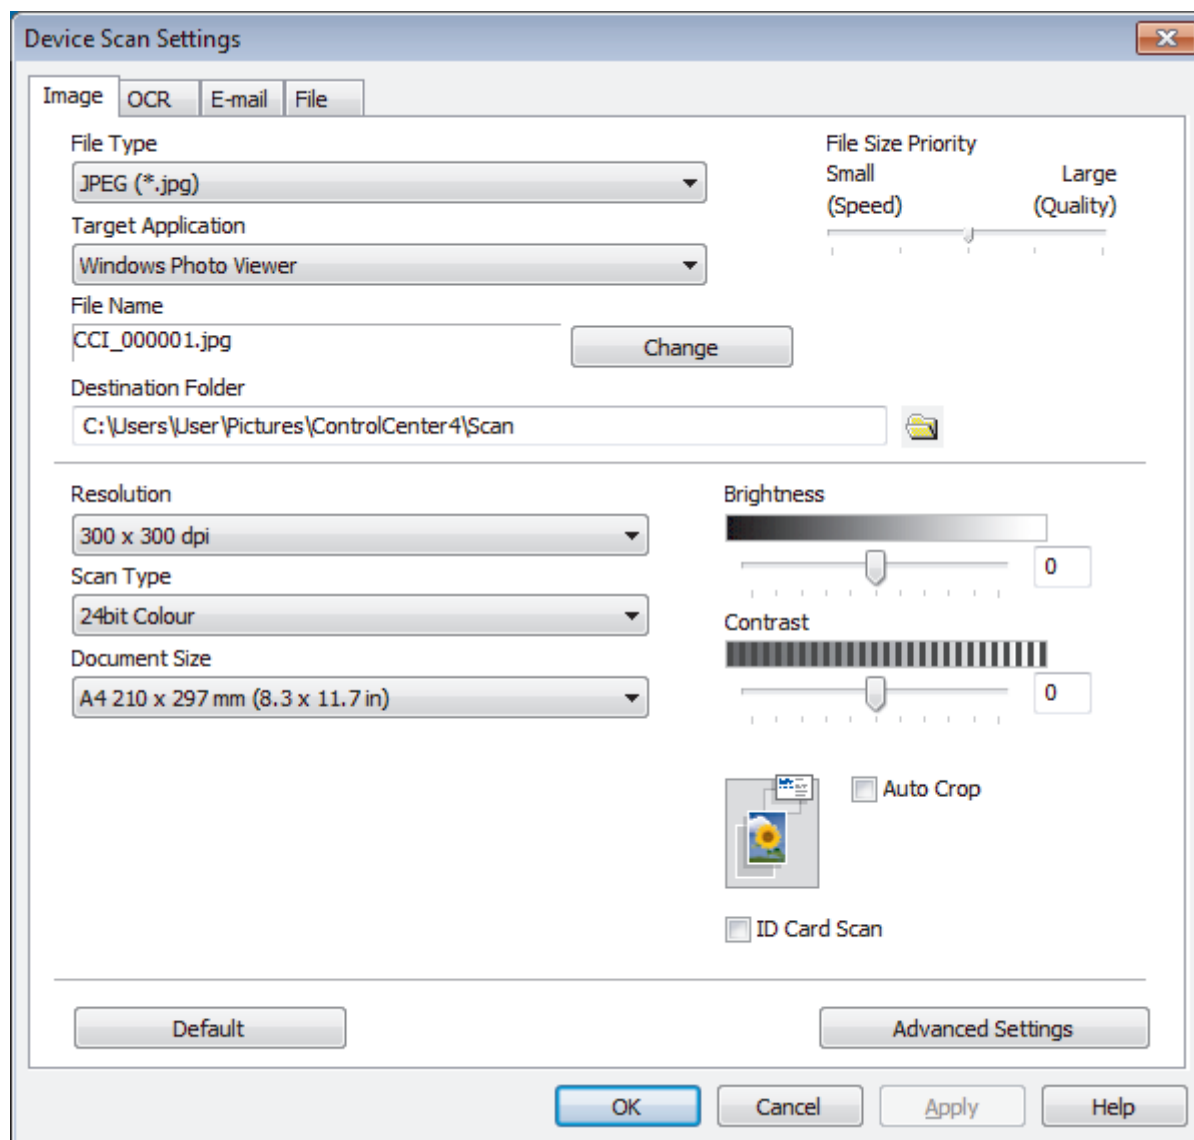 Device Scan Settings
Image OCR E-mail File
File Type
JPEG (*.jpg)
Target Application
Windows Photo Viewer
File Name
CCI_000001.jpg
Change
Destination Folder
C:\Users\User\Pictures\ControlCenter4\Scan
File Size Priority
Small Large
(Speed) (Quality)
Resolution
300 x 300 dpi
Scan Type
24bit Colour
Document Size
A4 210 x 297 mm (8.3 x 11.7 in)
Brightness
0
Contrast
0
Auto Crop
ID Card Scan
Default
Advanced Settings
OK Cancel Apply Help